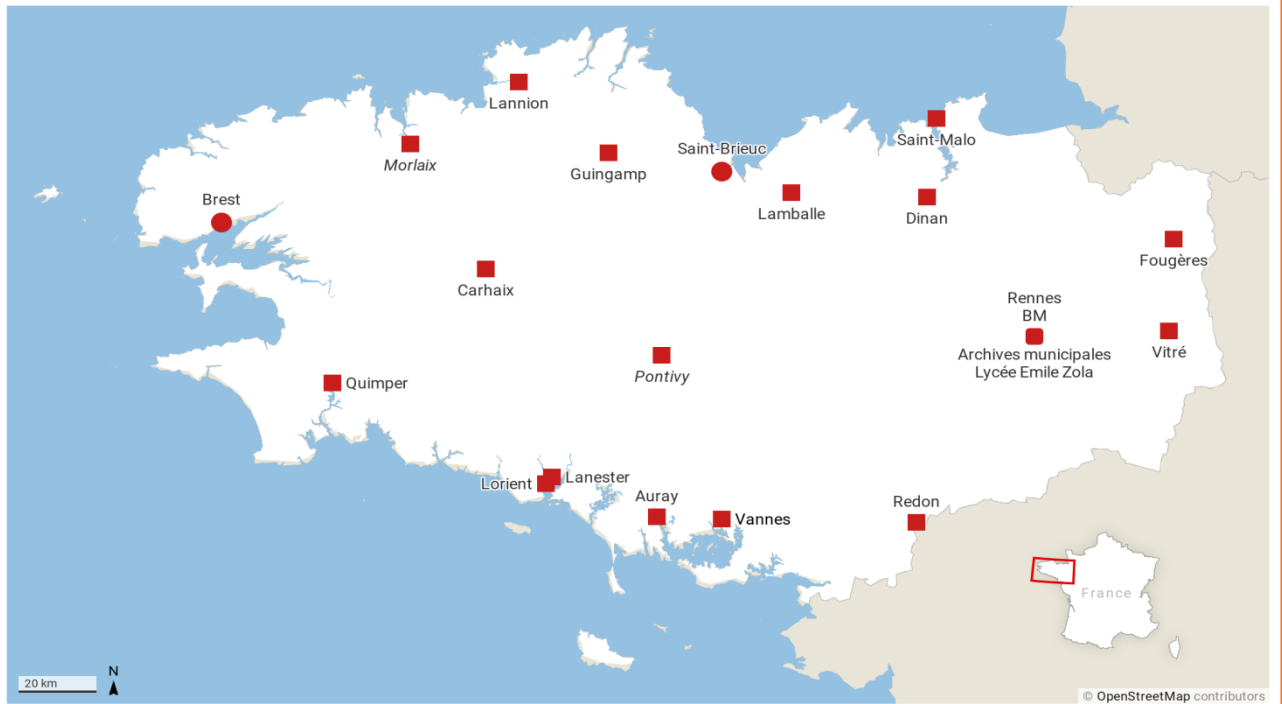 Lannion
Saint-Malo
Saint-Brieuc
Morlaix
Guingamp
Brest
Lamballe
Dinan
Fougères
Carhaix
Rennes
BM
Archives municipales
Lycée Emile Zola
Vitré
Pontivy
Quimper
Lorient
Lanester
Auray
Vannes
Redon
France
20 km
N
© OpenStreetMap contributors